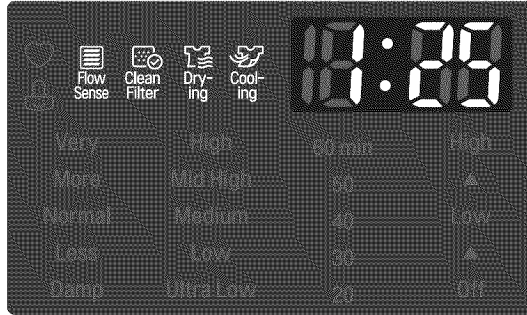 1:25
Flow Sense
Clean Filter
Dry-ing
Cool-ing
Very High 80 min High
More Mid High 60
Normal Medium 40 Low
Less Low 30
Damp Ultra Low 20 Off